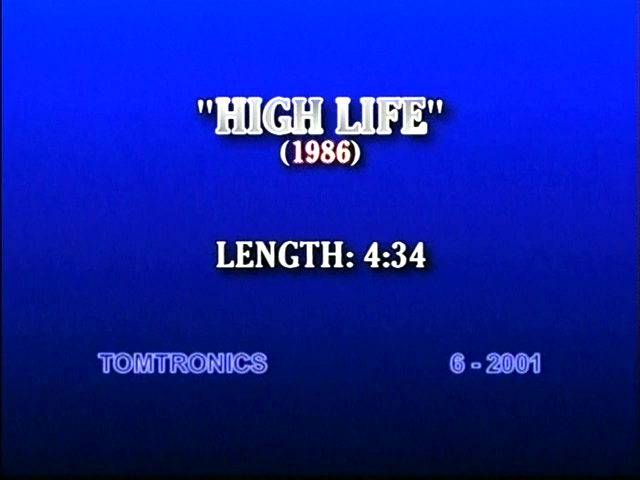 "HIGH LIFE"
(1986)
LENGTH: 4:34
TOMTRONICS 6 - 2001